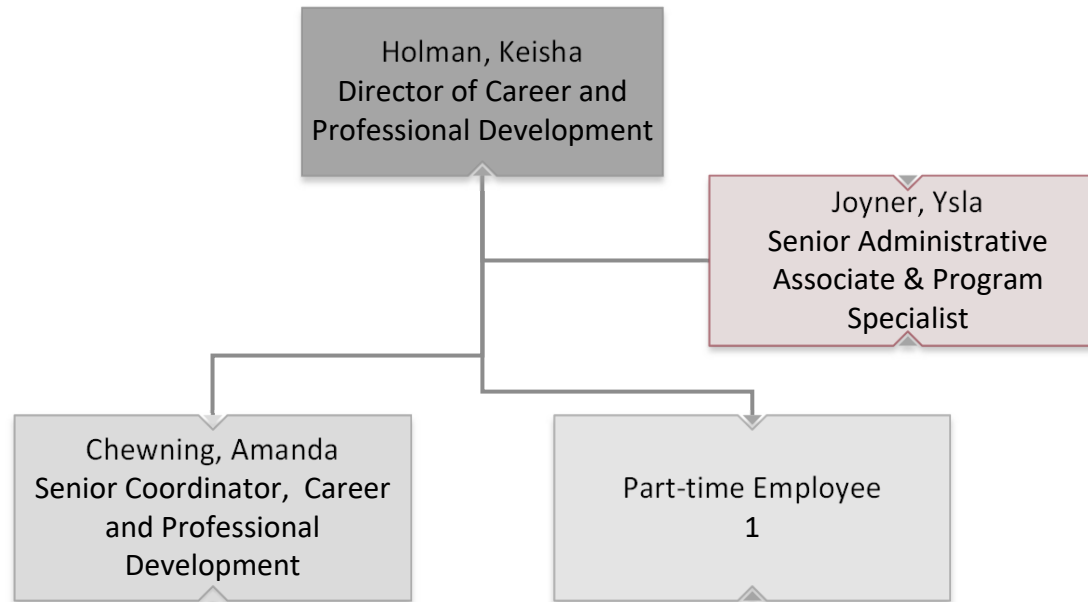 Holman, Keisha
Director of Career and
Professional Development
Joyner, Ysla
Senior Administrative
Associate & Program
Specialist
Chewning, Amanda
Senior Coordinator,  Career
and Professional
Development
Part-time Employee
1